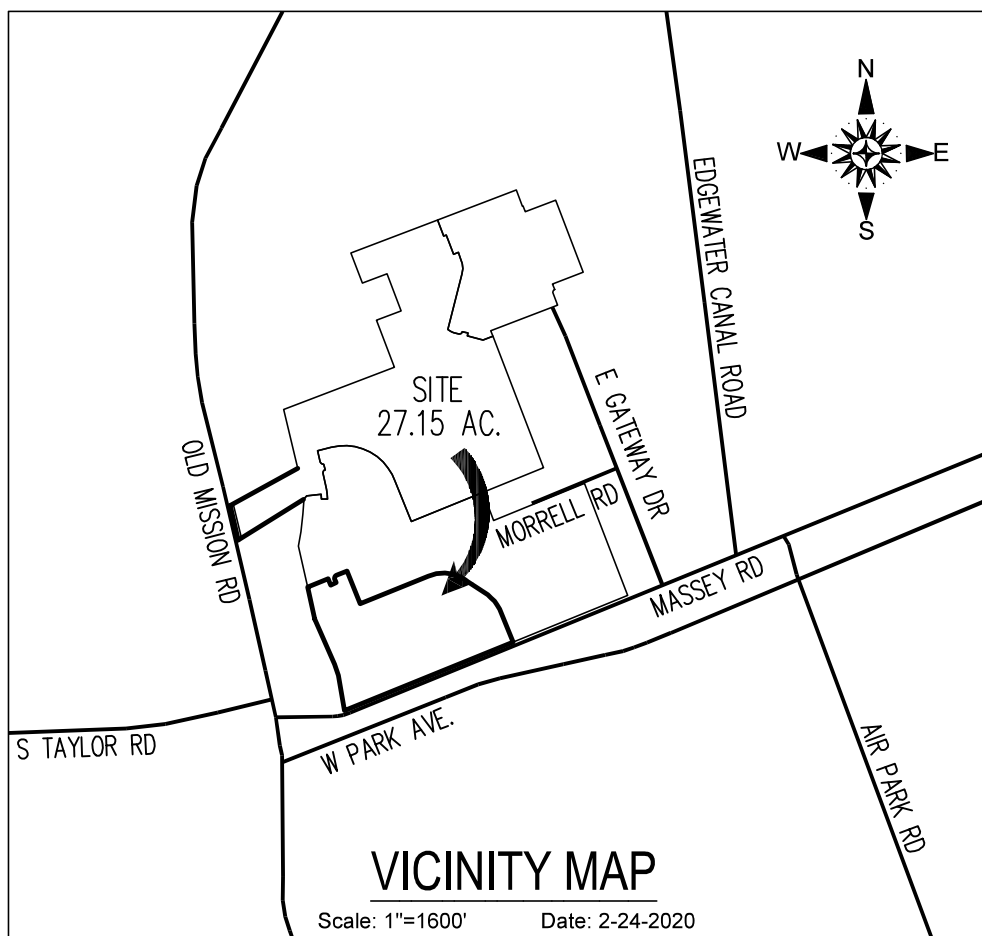 N
W E
S
EDGEWATER CANAL ROAD
SITE
27.15 AC.
E GATEWAY DR
OLD MISSION RD
MORRELL RD
MASSEY RD
S TAYLOR RD
W PARK AVE.
AIR PARK RD
VICINITY MAP
Scale: 1"=1600' Date: 2-24-2020